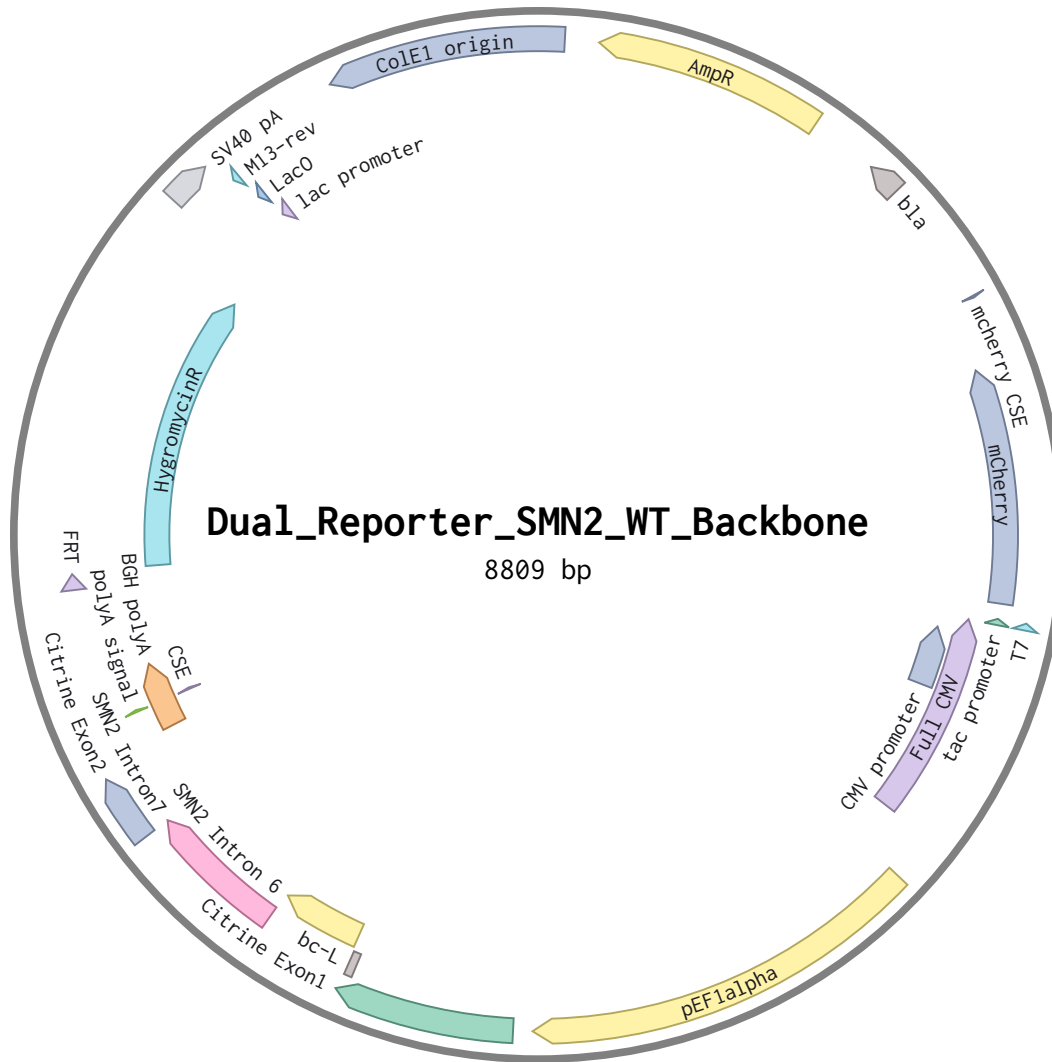 ColE1 origin
AmpR
SV40 pA
M13-rev
LacO
lac promoter
bla
mcherry CSE
mCherry
HygromycinR
Dual_Reporter_SMN2_WT_Backbone
8809 bp
FRT
polyA signal
BGH polyA
CSE
T7
tac promoter
Full CMV
CMV promoter
Citrine Exon2
SMN2 Intron7
SMN2 Intron 6
Citrine Exon1
bc-L
pEF1alpha